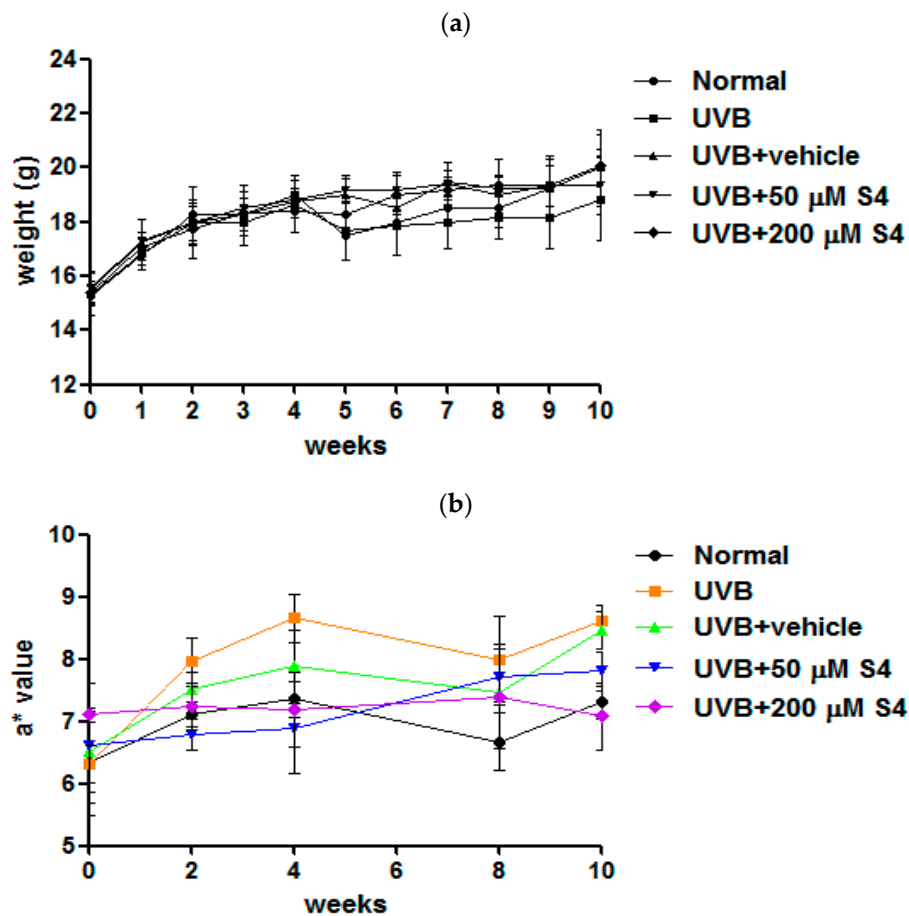 (a)
24
22
20
18
16
14
12
weight (g)
0 1 2 3 4 5 6 7 8 9 10
weeks
Normal
UVB
UVB+vehicle
UVB+50 μM S4
UVB+200 μM S4
(b)
10
9
8
7
6
5
a* value
0 2 4 6 8 10
weeks
Normal
UVB
UVB+vehicle
UVB+50 μM S4
UVB+200 μM S4